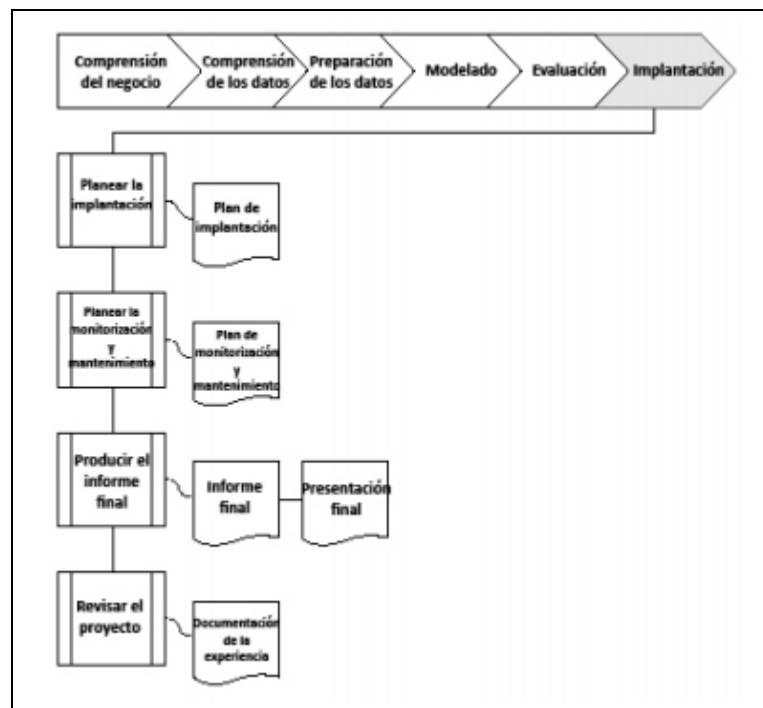 Comprensión
del negocio
Comprensión
de los datos
Preparación
de los datos
Modelado
Evaluación
Implantación
Planear la
implantación
Plan de
implantación
Planear la
monitorización
y
mantenimiento
Plan de
monitorización
y
mantenimiento
Producir el
informe
final
Informe
final
Presentación
final
Revisar el
proyecto
Documentación
de la
experiencia